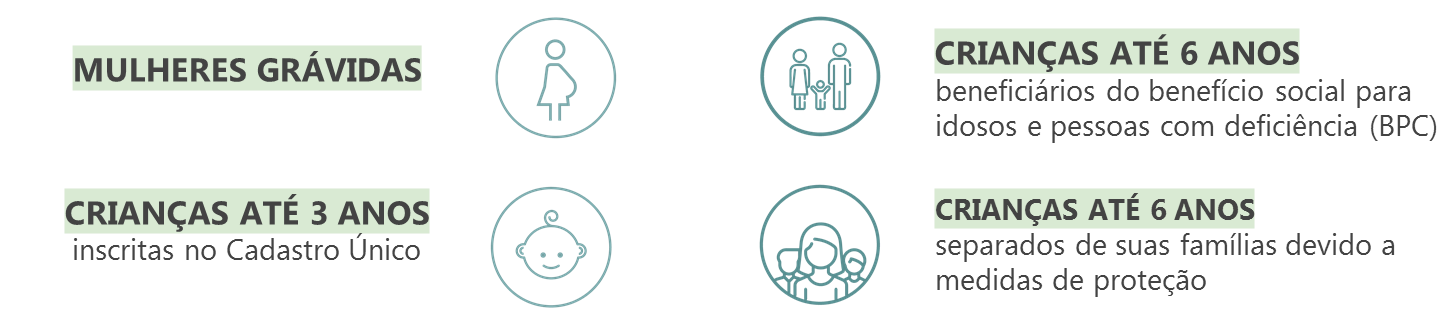 MULHERES GRÁVIDAS
CRIANÇAS ATÉ 3 ANOS
inscritas no Cadastro Único
CRIANÇAS ATÉ 6 ANOS
beneficiários do benefício social para
idosos e pessoas com deficiência (BPC)
CRIANÇAS ATÉ 6 ANOS
separados de suas famílias devido a
medidas de proteção